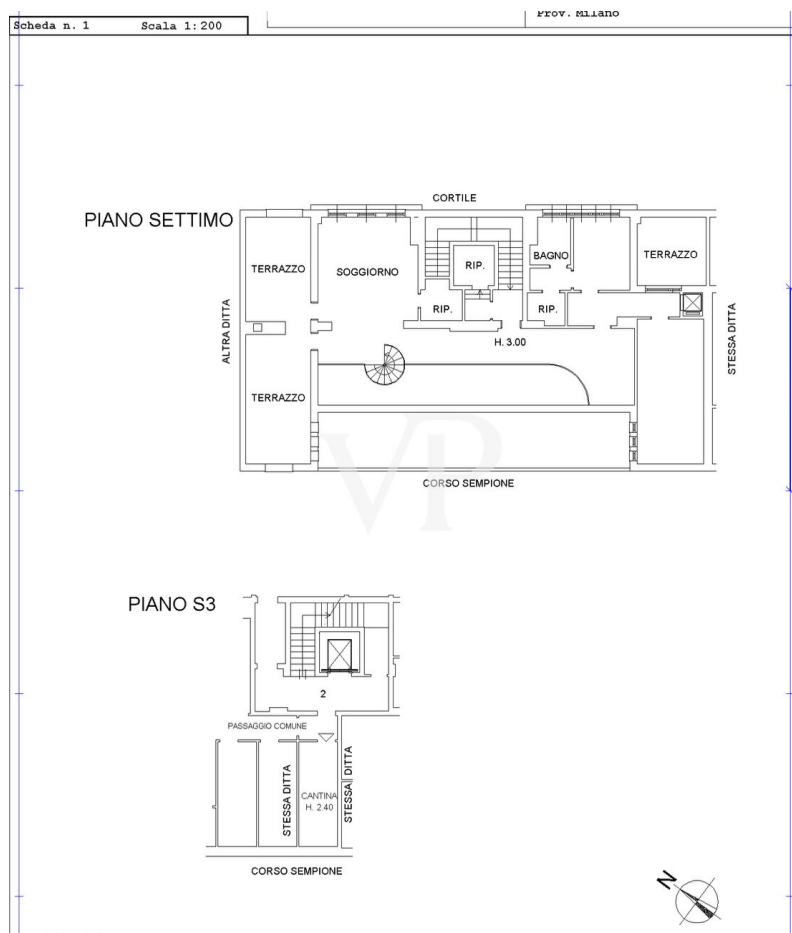 Prov. Milano
Scheda n. 1 Scala 1:200
CORTILE
PIANO SETTIMO
TERRAZZO
SOGGIORNO
RIP.
BAGNO
TERRAZZO
RIP.
RIP.
ALTRA DITTA
STESSA DITTA
H. 3.00
TERRAZZO
VP
CORSO SEMPIONE
PIANO S3
2
PASSAGGIO COMUNE
STESSA DITTA
CANTINA
H. 2.40
STESSA DITTA
CORSO SEMPIONE
N